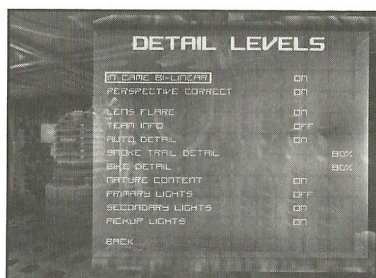 DETAIL LEVELS
IN GAME BI-LINEAR ON
PERSPECTIVE CORRECT ON
LENS FLARE ON
TEAM INFO OFF
AUTO DETAIL ON
SMOKE TRAIL DETAIL 80%
BIKE DETAIL 80%
MATURE CONTENT ON
PRIMARY LIGHTS OFF
SECONDARY LIGHTS ON
PICKUP LIGHTS ON
BACK